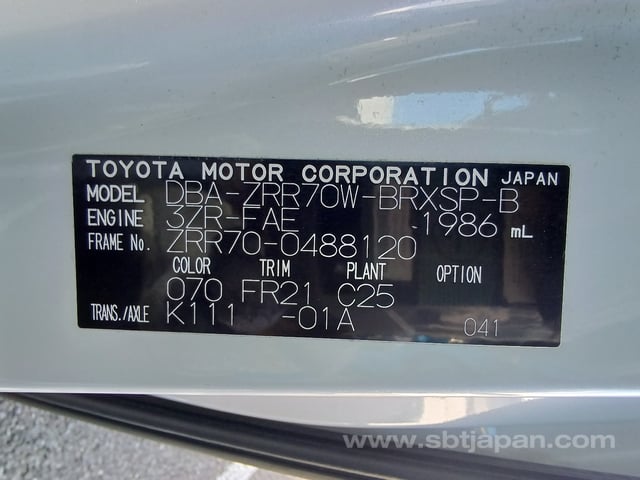 TOYOTA MOTOR CORPORATION JAPAN
MODEL DBA-ZRR70W-BRXSP-B
ENGINE 3ZR-FAE 1986 mL
FRAME No. ZRR70-0488120
COLOR TRIM PLANT OPTION
070 FR21 C25
TRANS./AXLE K111 -01A 041
www.sbtjapan.com